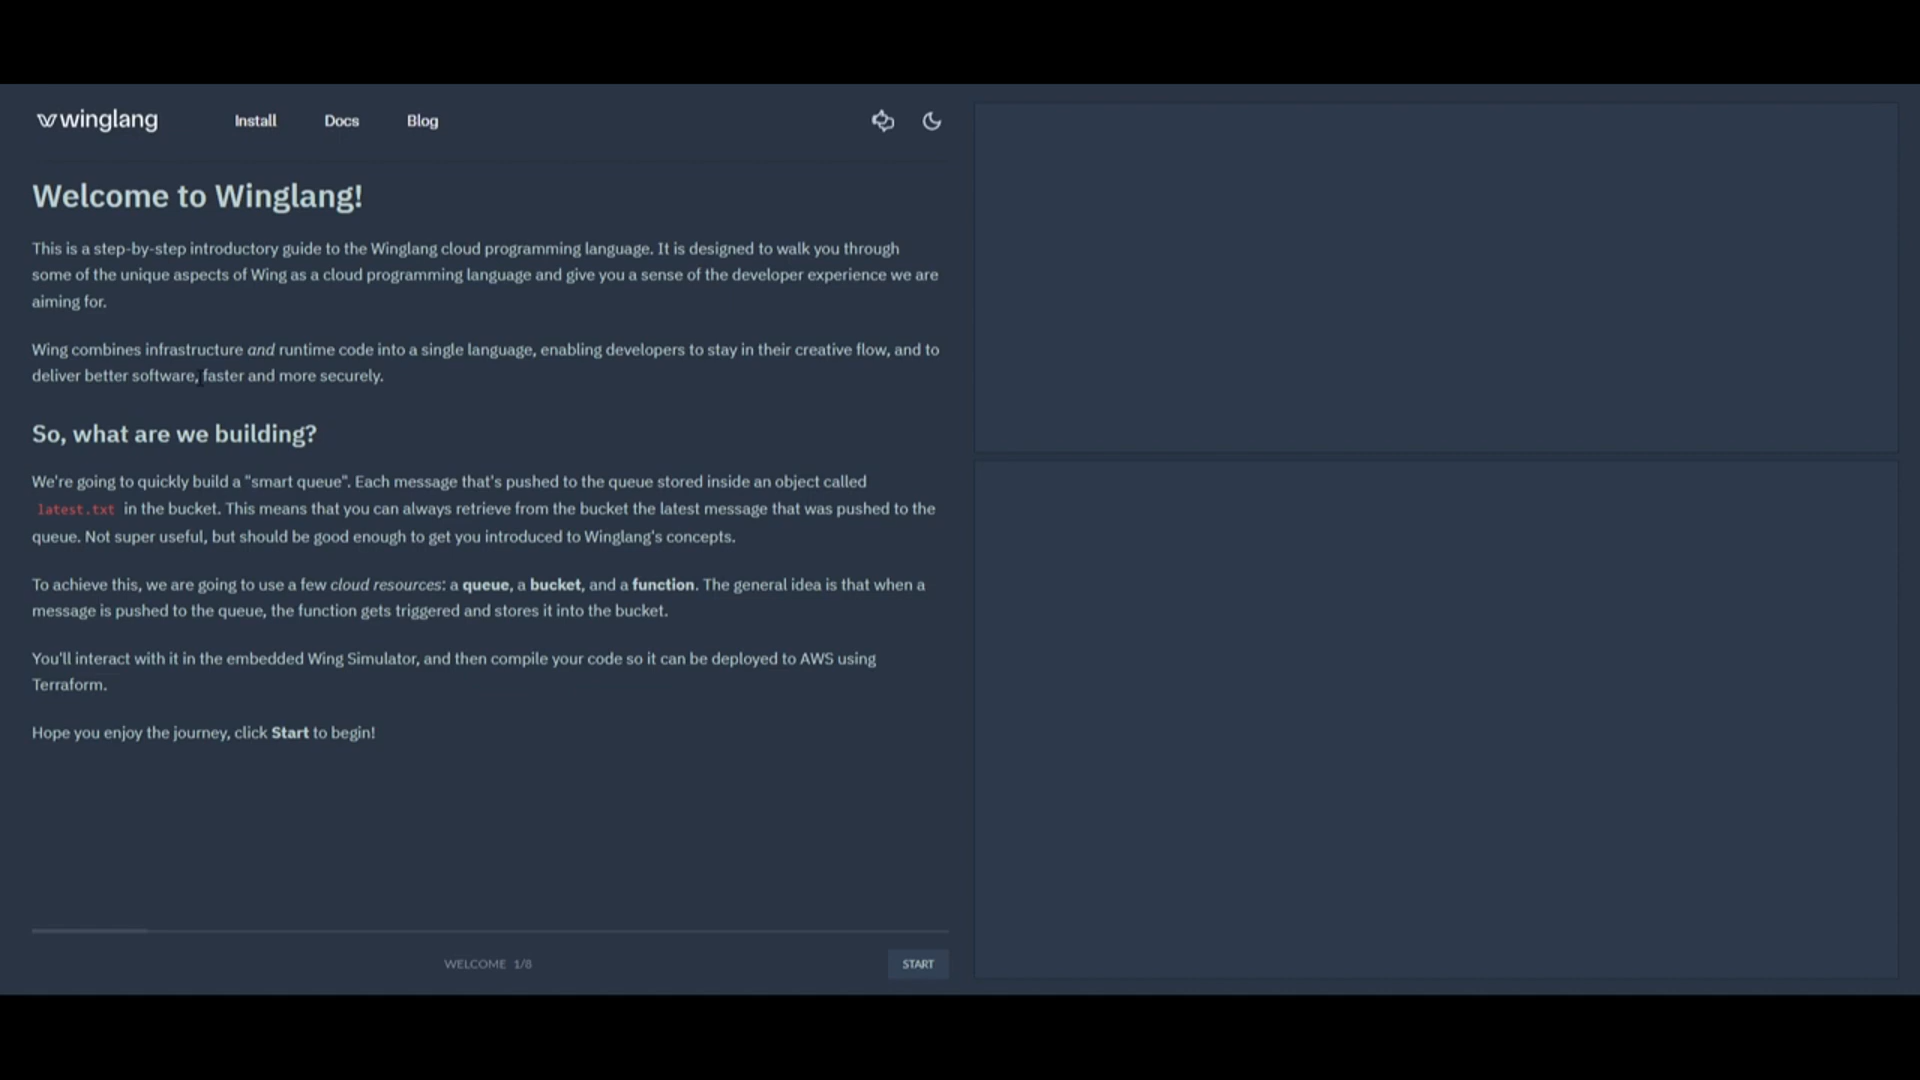 winglang
Install
Docs
Blog
Welcome to Winglang!
This is a step-by-step introductory guide to the Winglang cloud programming language. It is designed to walk you through
some of the unique aspects of Wing as a cloud programming language and give you a sense of the developer experience we are
aiming for.
Wing combines infrastructure and runtime code into a single language, enabling developers to stay in their creative flow, and to
deliver better software, faster and more securely.
So, what are we building?
We're going to quickly build a "smart queue". Each message that's pushed to the queue stored inside an object called
latest.txt in the bucket. This means that you can always retrieve from the bucket the latest message that was pushed to the
queue. Not super useful, but should be good enough to get you introduced to Winglang's concepts.
To achieve this, we are going to use a few cloud resources: a queue, a bucket, and a function. The general idea is that when a
message is pushed to the queue, the function gets triggered and stores it into the bucket.
You'll interact with it in the embedded Wing Simulator, and then compile your code so it can be deployed to AWS using
Terraform.
Hope you enjoy the journey, click Start to begin!
WELCOME 1/8
START